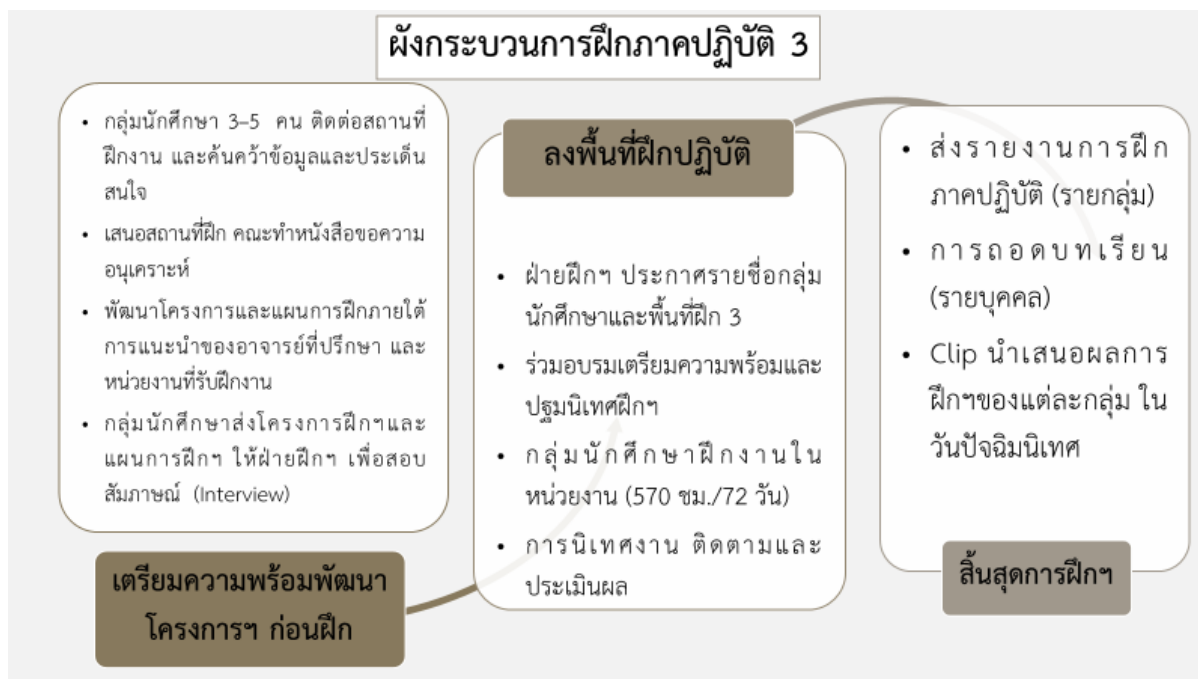 ผังกระบวนการฝึกภาคปฏิบัติ 3
• กลุ่มนักศึกษา 3–5 คน ติดต่อสถานที่
ฝึกงาน และค้นคว้าข้อมูลและประเด็น
สนใจ
• เสนอสถานที่ฝึก คณะทำหนังสือขอความ
อนุเคราะห์
• พัฒนาโครงการและแผนการฝึกภายใต้
การแนะนำของอาจารย์ที่ปรึกษา และ
หน่วยงานที่รับฝึกงาน
• กลุ่มนักศึกษาส่งโครงการฝึกฯและ
แผนการฝึกฯ ให้ฝ่ายฝึกฯ เพื่อสอบ
สัมภาษณ์ (Interview)
เตรียมความพร้อมพัฒนา
โครงการฯ ก่อนฝึก
ลงพื้นที่ฝึกปฏิบัติ
• ฝ่ายฝึกฯ ประกาศรายชื่อกลุ่ม
นักศึกษาและพื้นที่ฝึก 3
• ร่วมอบรมเตรียมความพร้อมและ
ปฐมนิเทศฝึกฯ
• กลุ่มนักศึกษาฝึกงานใน
หน่วยงาน (570 ชม./72 วัน)
• การนิเทศงาน ติดตามและ
ประเมินผล
• ส่งรายงานการฝึก
ภาคปฏิบัติ (รายกลุ่ม)
• การถอดบทเรียน
(รายบุคคล)
• Clip นำเสนอผลการ
ฝึกฯของแต่ละกลุ่ม ใน
วันปัจฉิมนิเทศ
สิ้นสุดการฝึกฯ